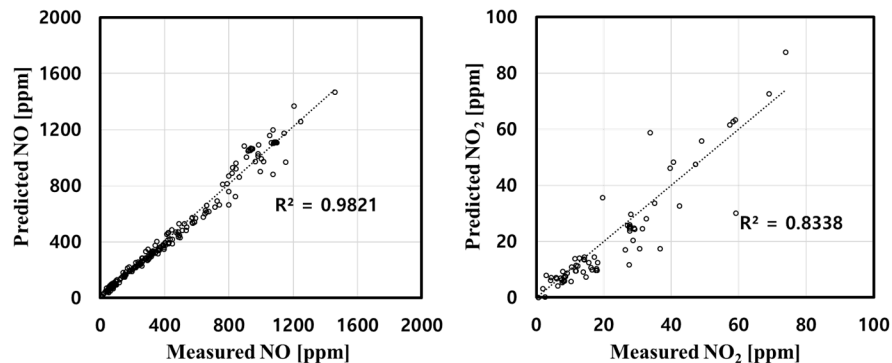 Predicted NO [ppm]
2000
1600
1200
800
400
0
0 400 800 1200 1600 2000
Measured NO [ppm]
R² = 0.9821
Predicted NO₂ [ppm]
100
80
60
40
20
0
0 20 40 60 80 100
Measured NO₂ [ppm]
R² = 0.8338